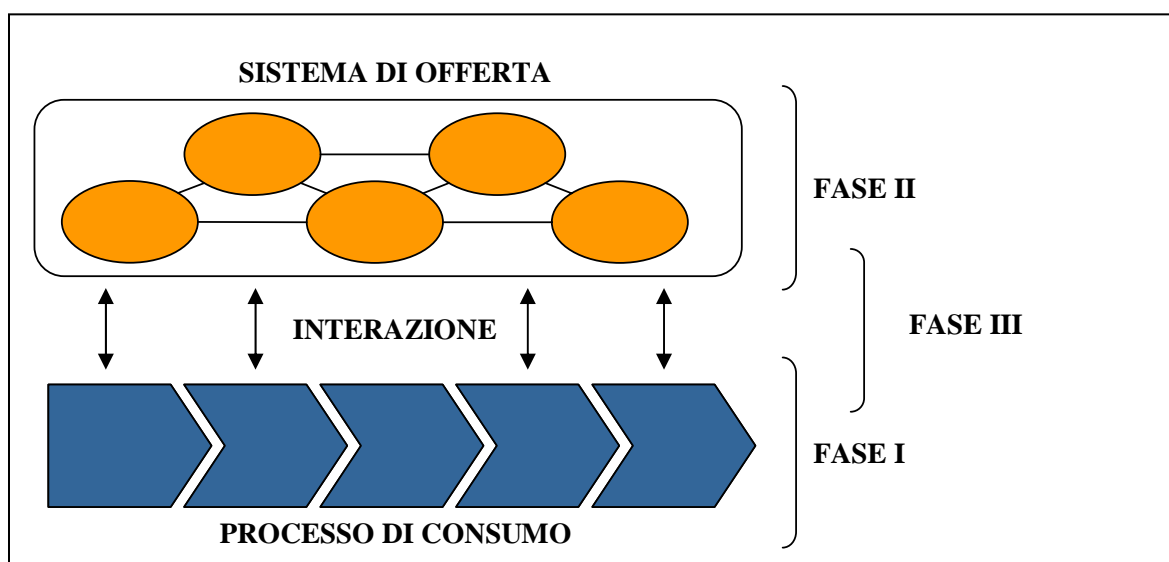 SISTEMA DI OFFERTA
FASE II
INTERAZIONE
FASE III
FASE I
PROCESSO DI CONSUMO